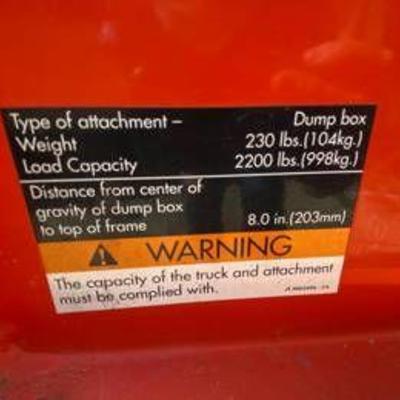 Type of attachment – Dump box
Weight 230 lbs.(104kg.)
Load Capacity 2200 lbs.(998kg.)
Distance from center of
gravity of dump box
to top of frame 8.0 in.(203mm)
WARNING
The capacity of the truck and attachment
must be complied with.